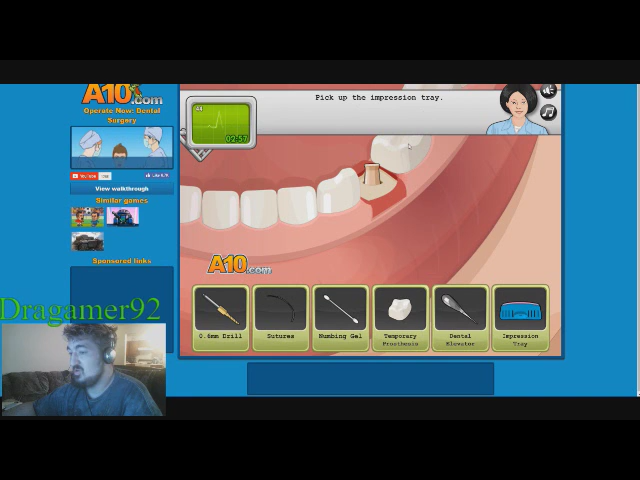 A10.com
Operate Now: Dental
Surgery
YouTube
View walkthrough
Similar games
Sponsored links
Dragamer92
Pick up the impression tray.
02:57
A10.com
0.6mm Drill
Sutures
Numbing Gel
Temporary
Prosthesis
Dental
Elevator
Impression
Tray